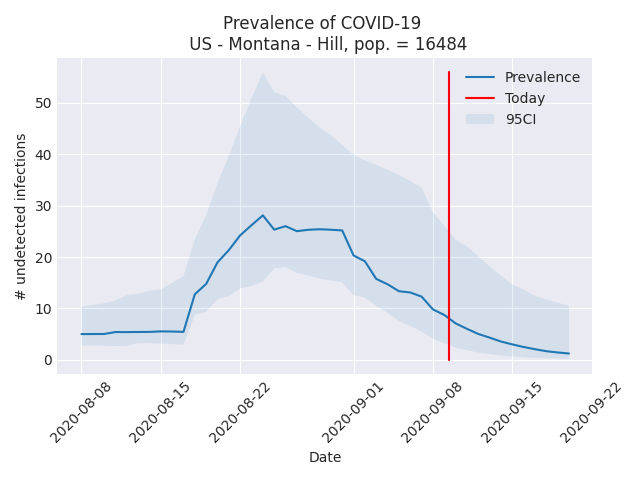 Prevalence of COVID-19
US - Montana - Hill, pop. = 16484
Prevalence
Today
95CI
# undetected infections
50
40
30
20
10
0
2020-08-08
2020-08-15
2020-08-22
2020-09-01
2020-09-08
2020-09-15
2020-09-22
Date